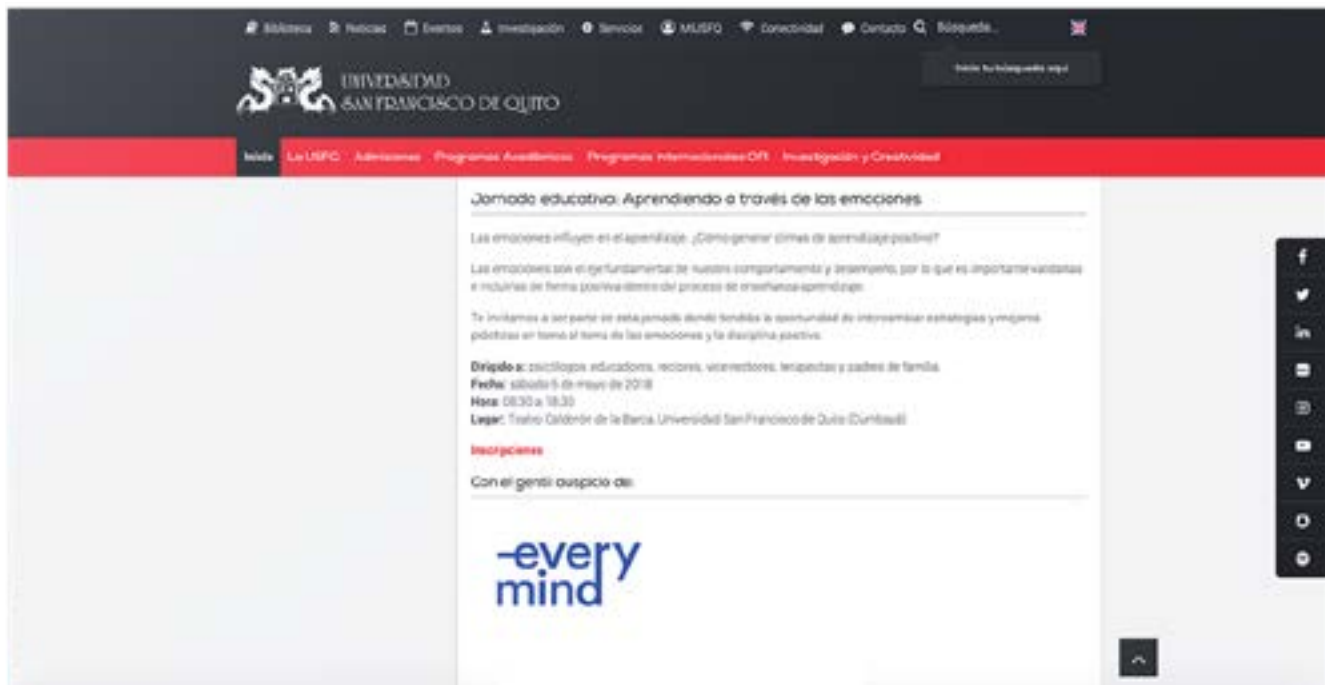 Biblioteca Noticias Eventos Investigación Servicios MiUSFQ Conectividad Contacto Búsqueda...
Inicia tu búsqueda aquí
UNIVERSIDAD
SAN FRANCISCO DE QUITO
Inicio La USFQ Admisiones Programas Académicos Programas Internacionales OPI Investigación y Creatividad
Jornada educativa: Aprendiendo a través de las emociones
Las emociones influyen en el aprendizaje. ¿Cómo generar climas de aprendizaje positivo?
Las emociones son el eje fundamental de nuestro comportamiento y desempeño, por lo que es importante validarlas
e incluirlas de forma positiva dentro del proceso de enseñanza-aprendizaje.
Te invitamos a ser parte de esta jornada donde tendrás la oportunidad de intercambiar estrategias y mejores
prácticas en torno al tema de las emociones y la disciplina positiva.
Dirigido a: psicólogos, educadores, rectores, vicerrectores, terapeutas y padres de familia.
Fecha: sábado 5 de mayo de 2018
Hora: 08:30 a 18:30
Lugar: Teatro Calderón de la Barca, Universidad San Francisco de Quito (Cumbayá)
Inscripciones
Con el gentil auspicio de:
every
mind